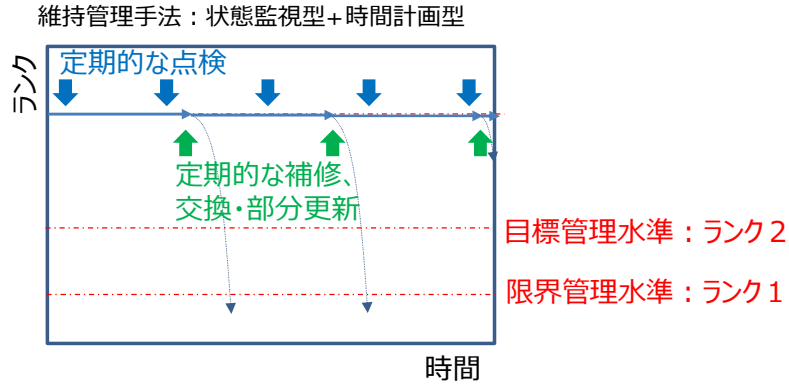 維持管理手法：状態監視型+時間計画型
ランク
定期的な点検
定期的な補修、
交換・部分更新
目標管理水準：ランク２
限界管理水準：ランク１
時間